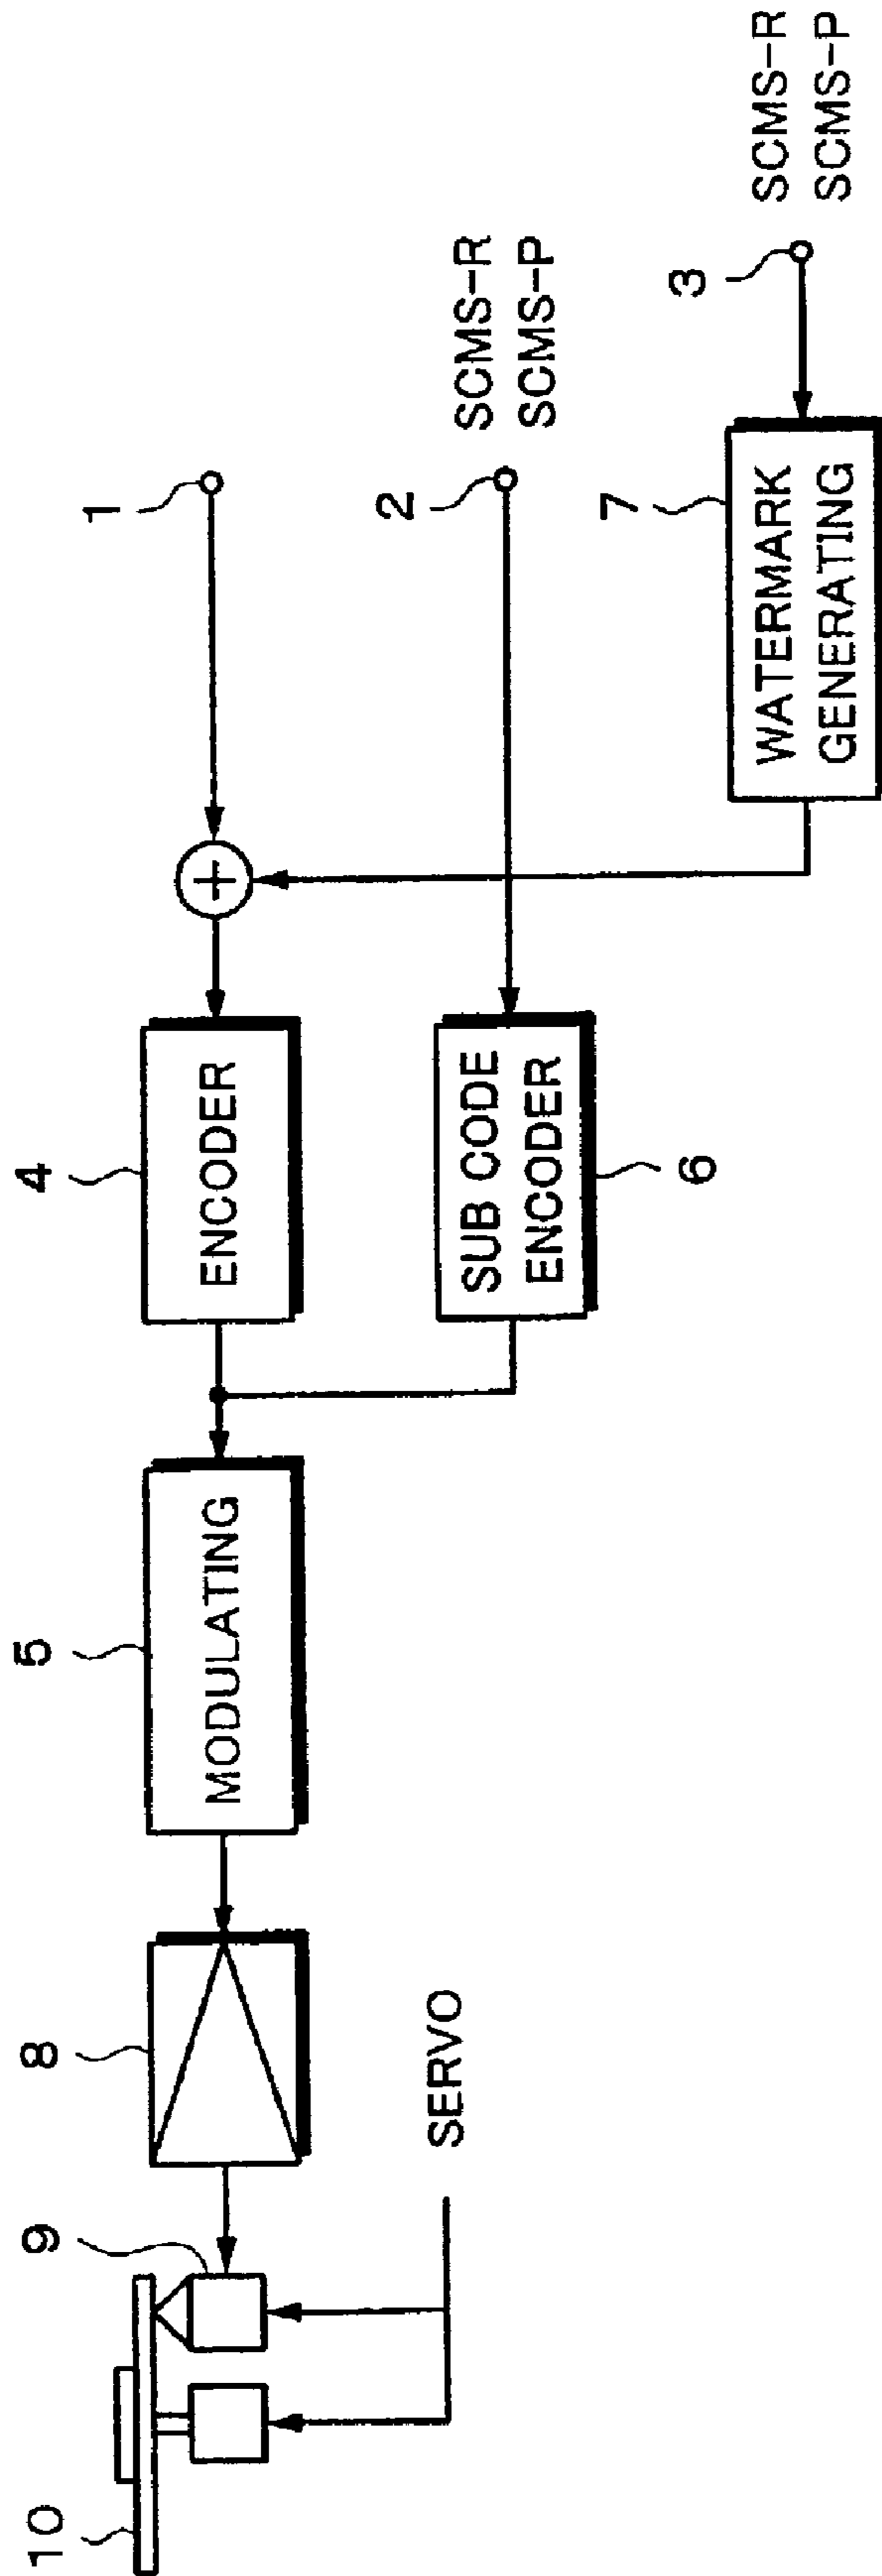 1
2
SCMS-R
SCMS-P
3
SCMS-R
SCMS-P
4
ENCODER
5
MODULATING
SUB CODE
ENCODER
6
7
WATERMARK
GENERATING
8
9
10
SERVO